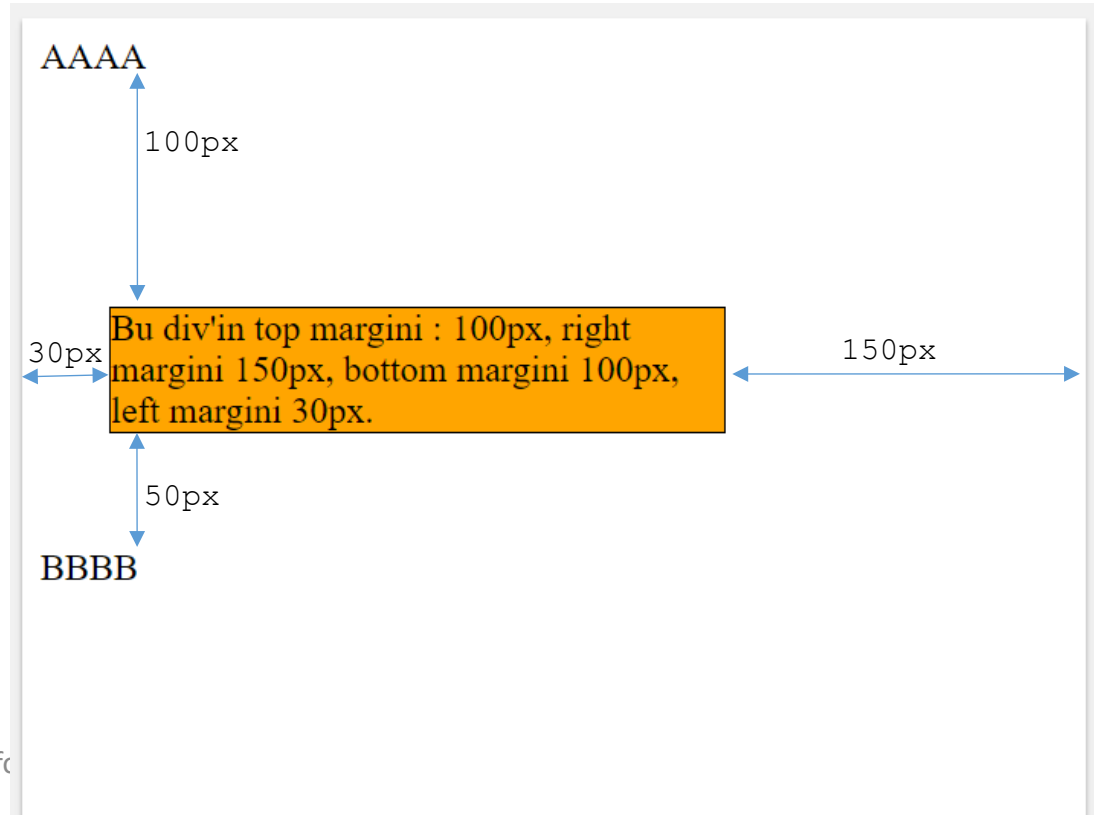 AAAA
100px
Bu div'in top margini : 100px, right
margini 150px, bottom margini 100px,
left margini 30px.
30px
150px
50px
BBBB